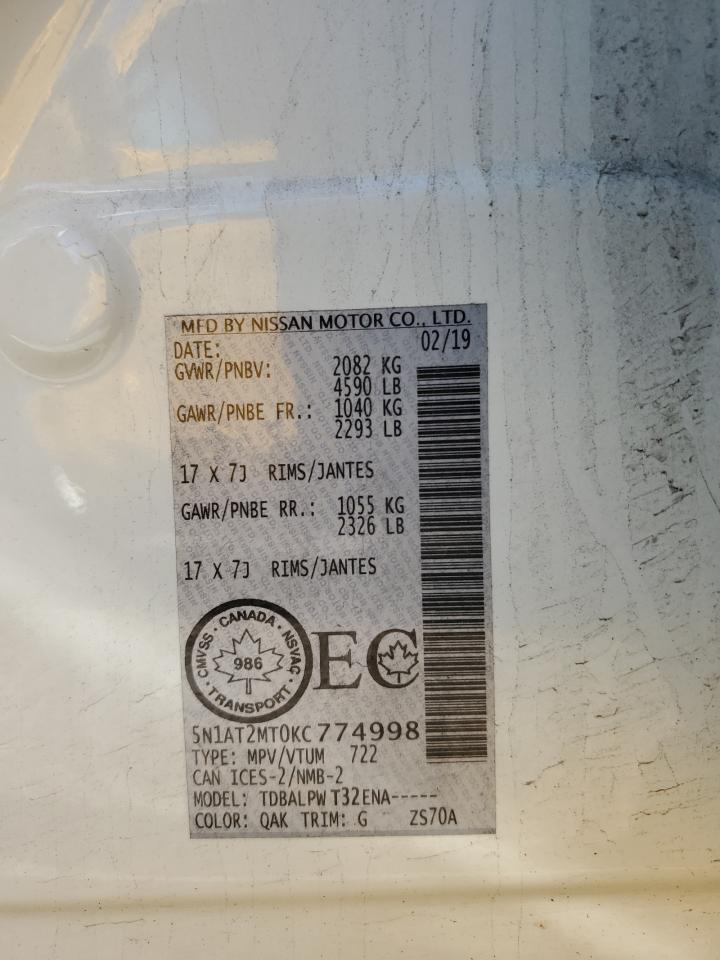 MFD BY NISSAN MOTOR CO., LTD.
DATE: 02/19
GVWR/PNBV: 2082 KG
4590 LB
GAWR/PNBE FR.: 1040 KG
2293 LB
17 X 7J RIMS/JANTES
GAWR/PNBE RR.: 1055 KG
2326 LB
17 X 7J RIMS/JANTES
CMVSS · CANADA · NSVAC · TRANSPORT ·
986
EC
5N1AT2MT0KC774998
TYPE: MPV/VTUM 722
CAN ICES-2/NMB-2
MODEL: TDBALPW T32ENA-----
COLOR: QAK TRIM: G ZS70A